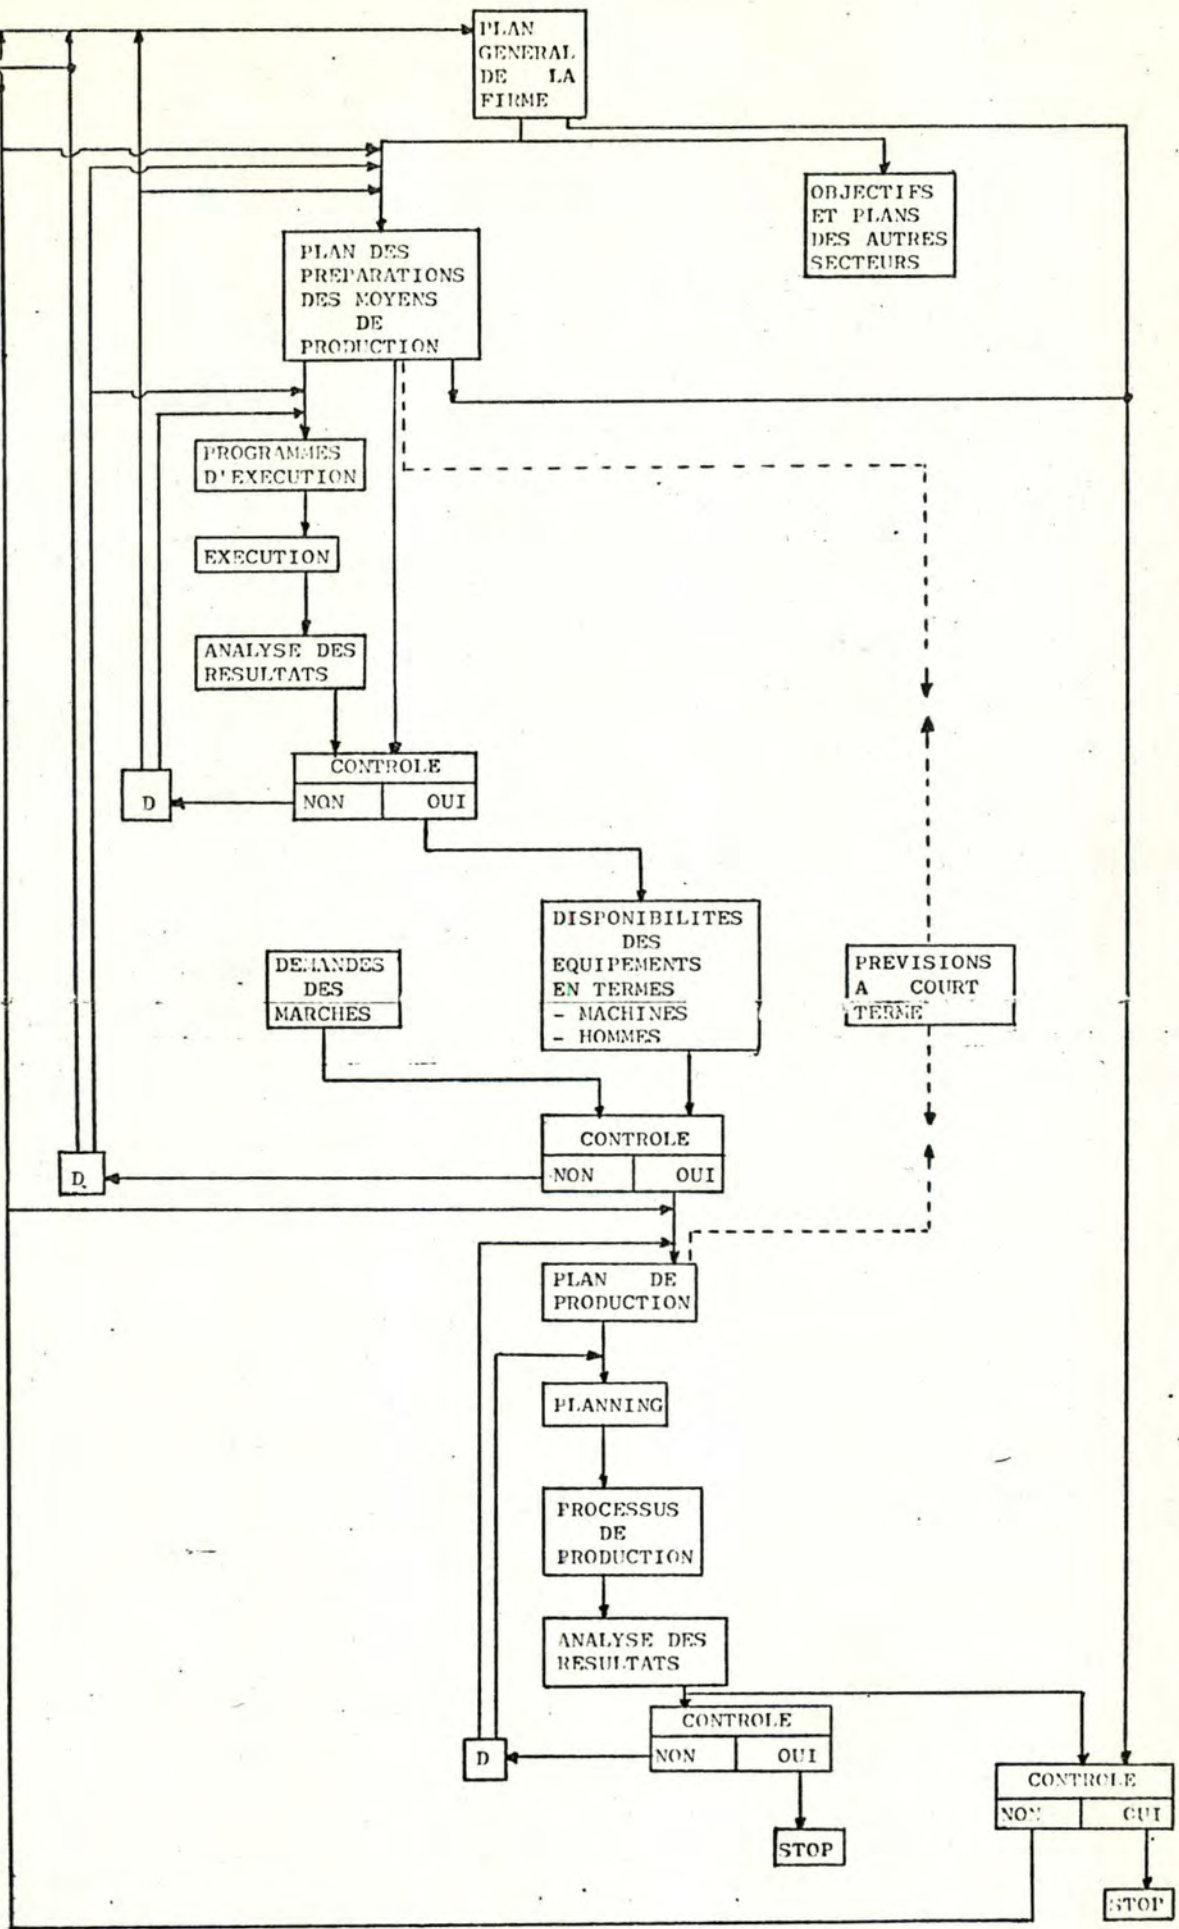 PLAN
GENERAL
DE LA
FIRME
OBJECTIFS
ET PLANS
DES AUTRES
SECTEURS
PLAN DES
PREPARATIONS
DES MOYENS
DE
PRODUCTION
PROGRAMMES
D'EXECUTION
EXECUTION
ANALYSE DES
RESULTATS
CONTROLE
NON OUI
D
DISPONIBILITES
DES
EQUIPEMENTS
EN TERMES
- MACHINES
- HOMMES
DEMANDES
DES
MARCHES
PREVISIONS
A COURT
TERME
CONTROLE
NON OUI
D
PLAN DE
PRODUCTION
PLANNING
PROCESSUS
DE
PRODUCTION
ANALYSE DES
RESULTATS
CONTROLE
NON OUI
D
STOP
CONTROLE
NON OUI
STOP